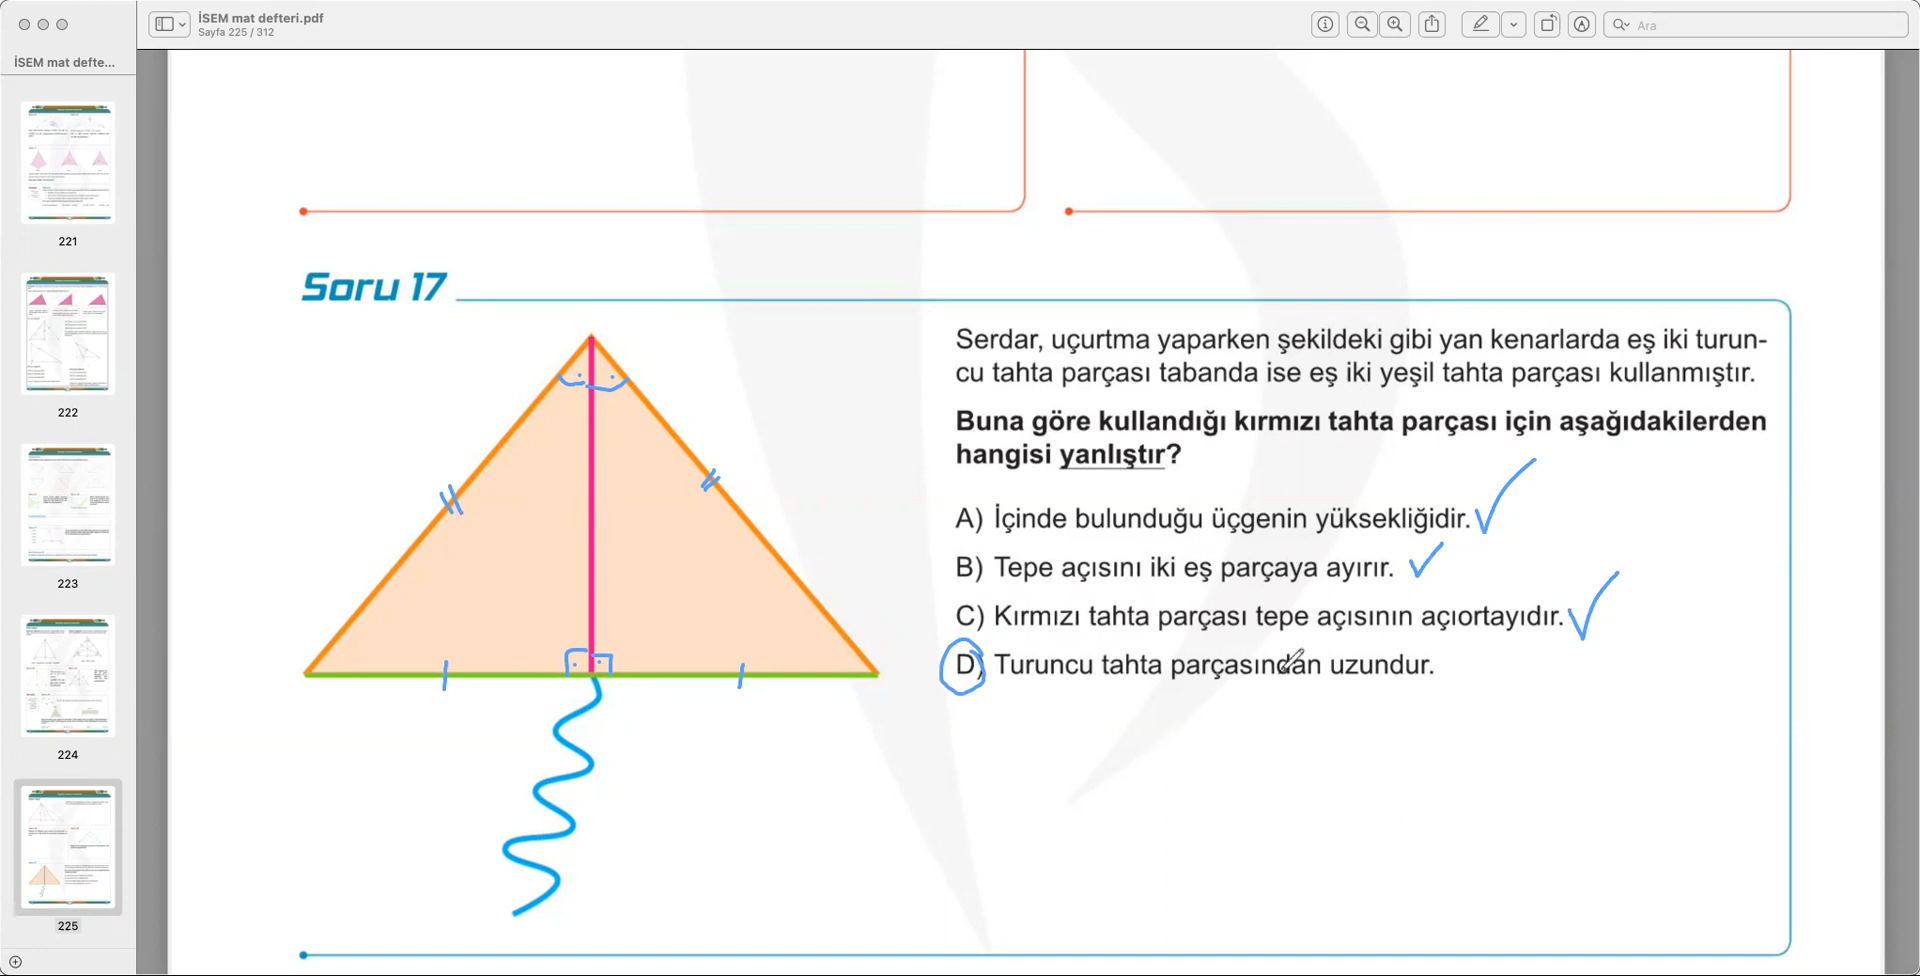 İSEM mat defteri.pdf
Sayfa 225 / 312
Ara
İSEM mat defte...
221
222
223
224
225
Soru 17
Serdar, uçurtma yaparken şekildeki gibi yan kenarlarda eş iki turun-
cu tahta parçası tabanda ise eş iki yeşil tahta parçası kullanmıştır.
Buna göre kullandığı kırmızı tahta parçası için aşağıdakilerden
hangisi yanlıştır?
A) İçinde bulunduğu üçgenin yüksekliğidir.
B) Tepe açısını iki eş parçaya ayırır.
C) Kırmızı tahta parçası tepe açısının açıortayıdır.
D) Turuncu tahta parçasından uzundur.